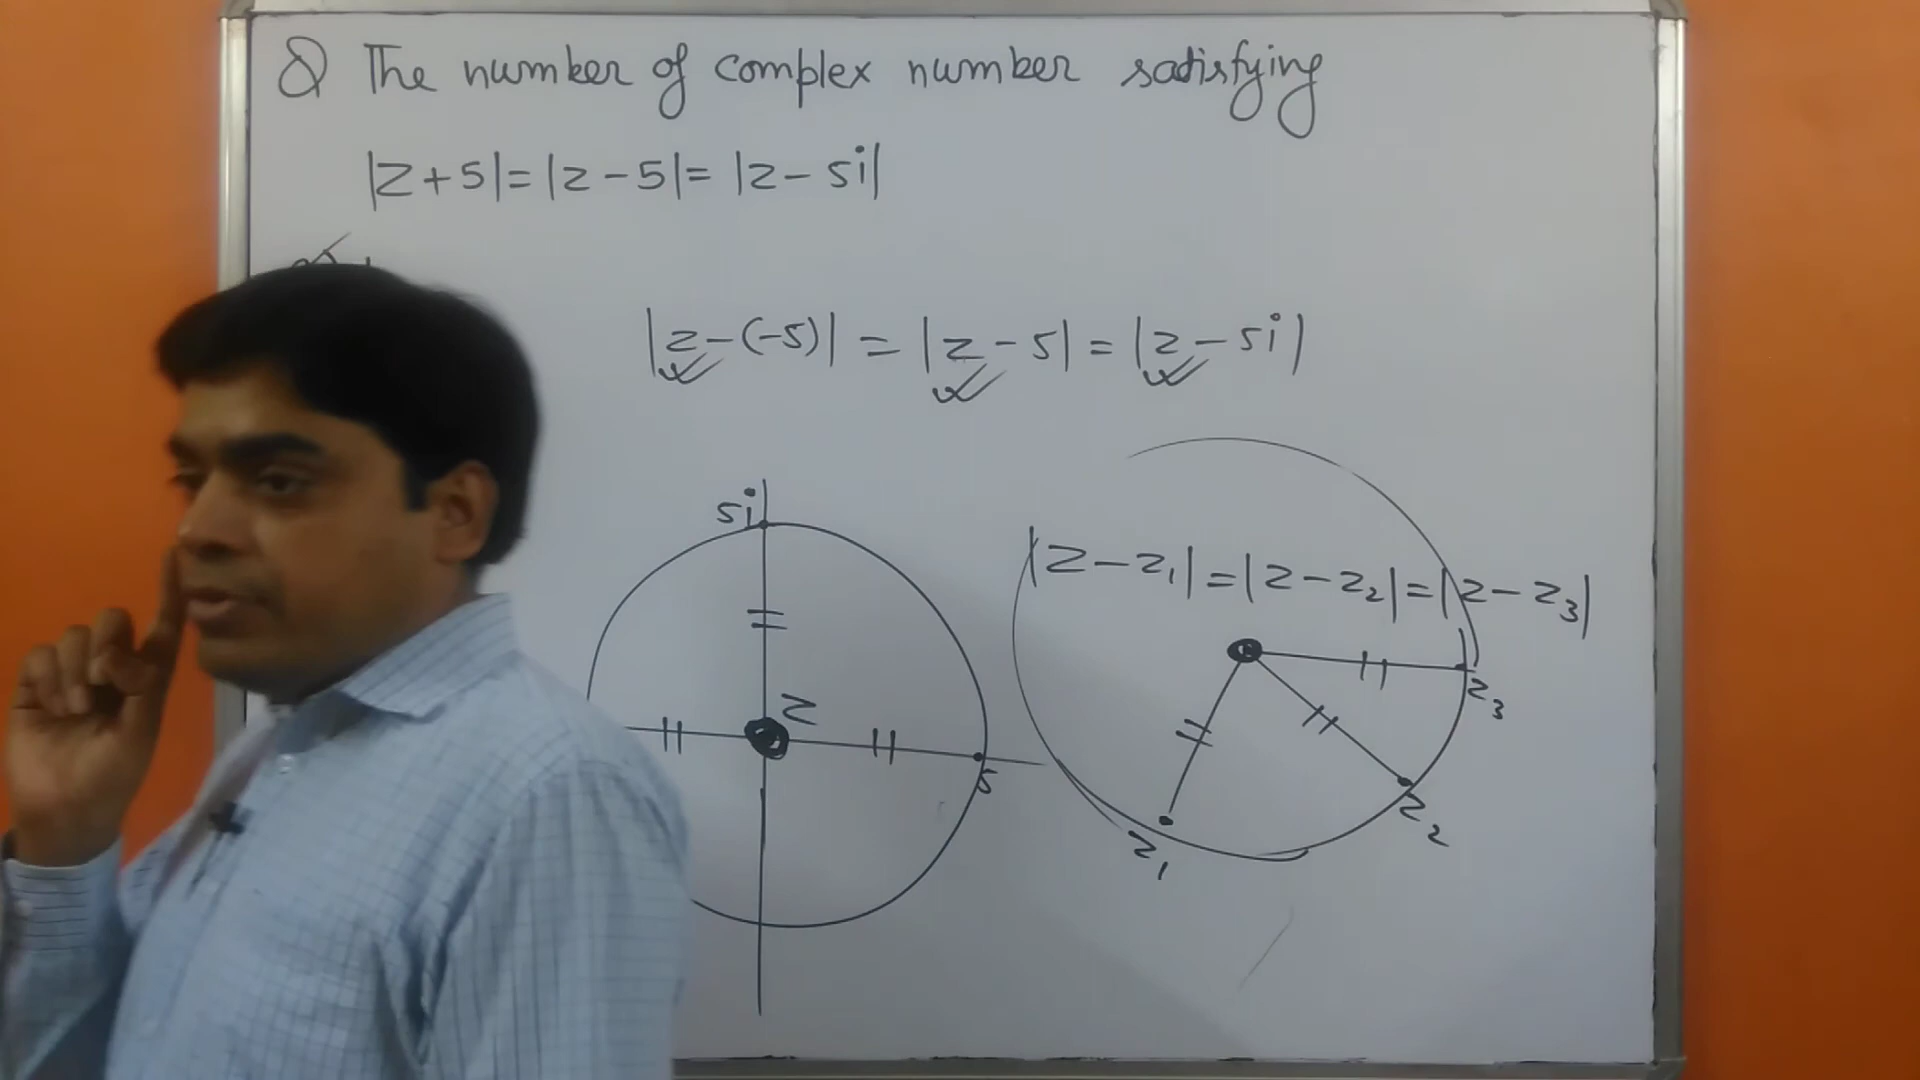 Q The number of complex number satisfying
|z+5|=|z-5|=|z-5i|
|z-(-5)| = |z-5| = |z-5i|
5i
|z-z₁|=|z-z₂|=|z-z₃|
z
5
z₃
z₂
z₁